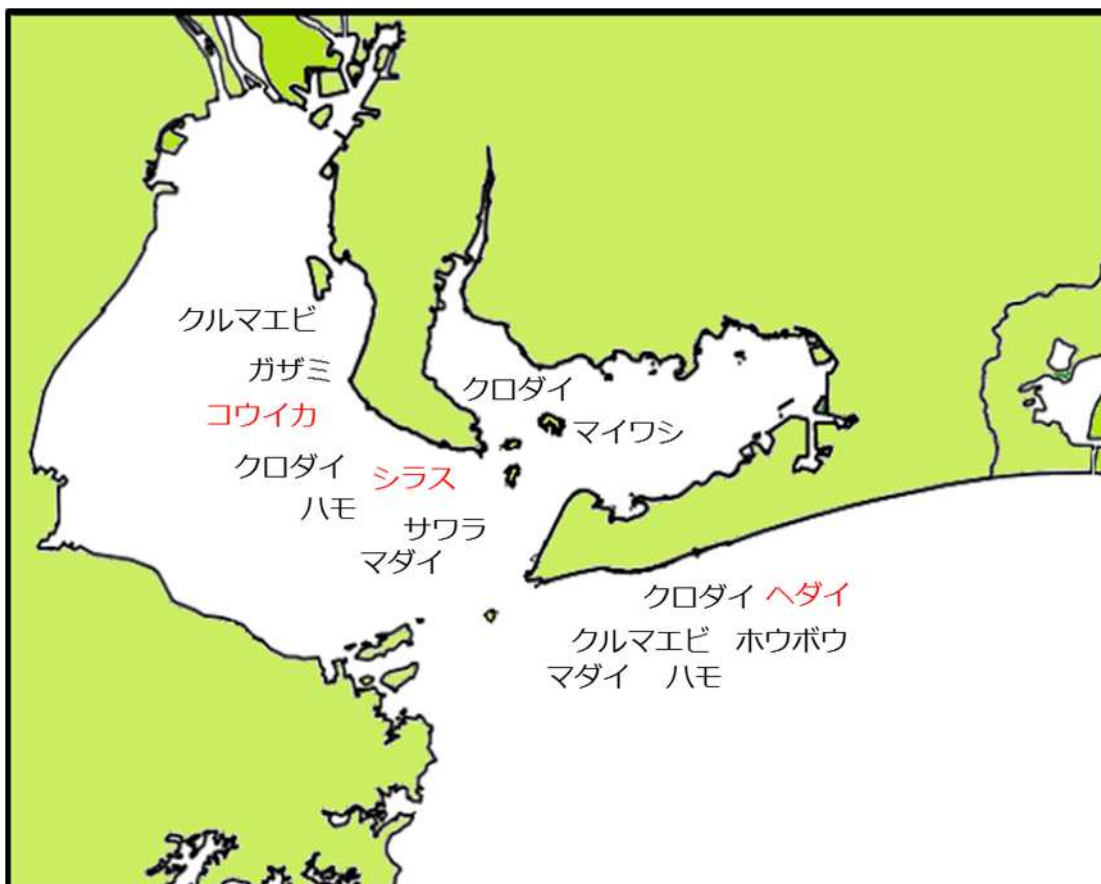 クルマエビ
ガザミ
コウイカ
クロダイ
シラス
ハモ
サワラ
マダイ
クロダイ
マイワシ
クロダイ ヘダイ
クルマエビ ホウボウ
マダイ ハモ